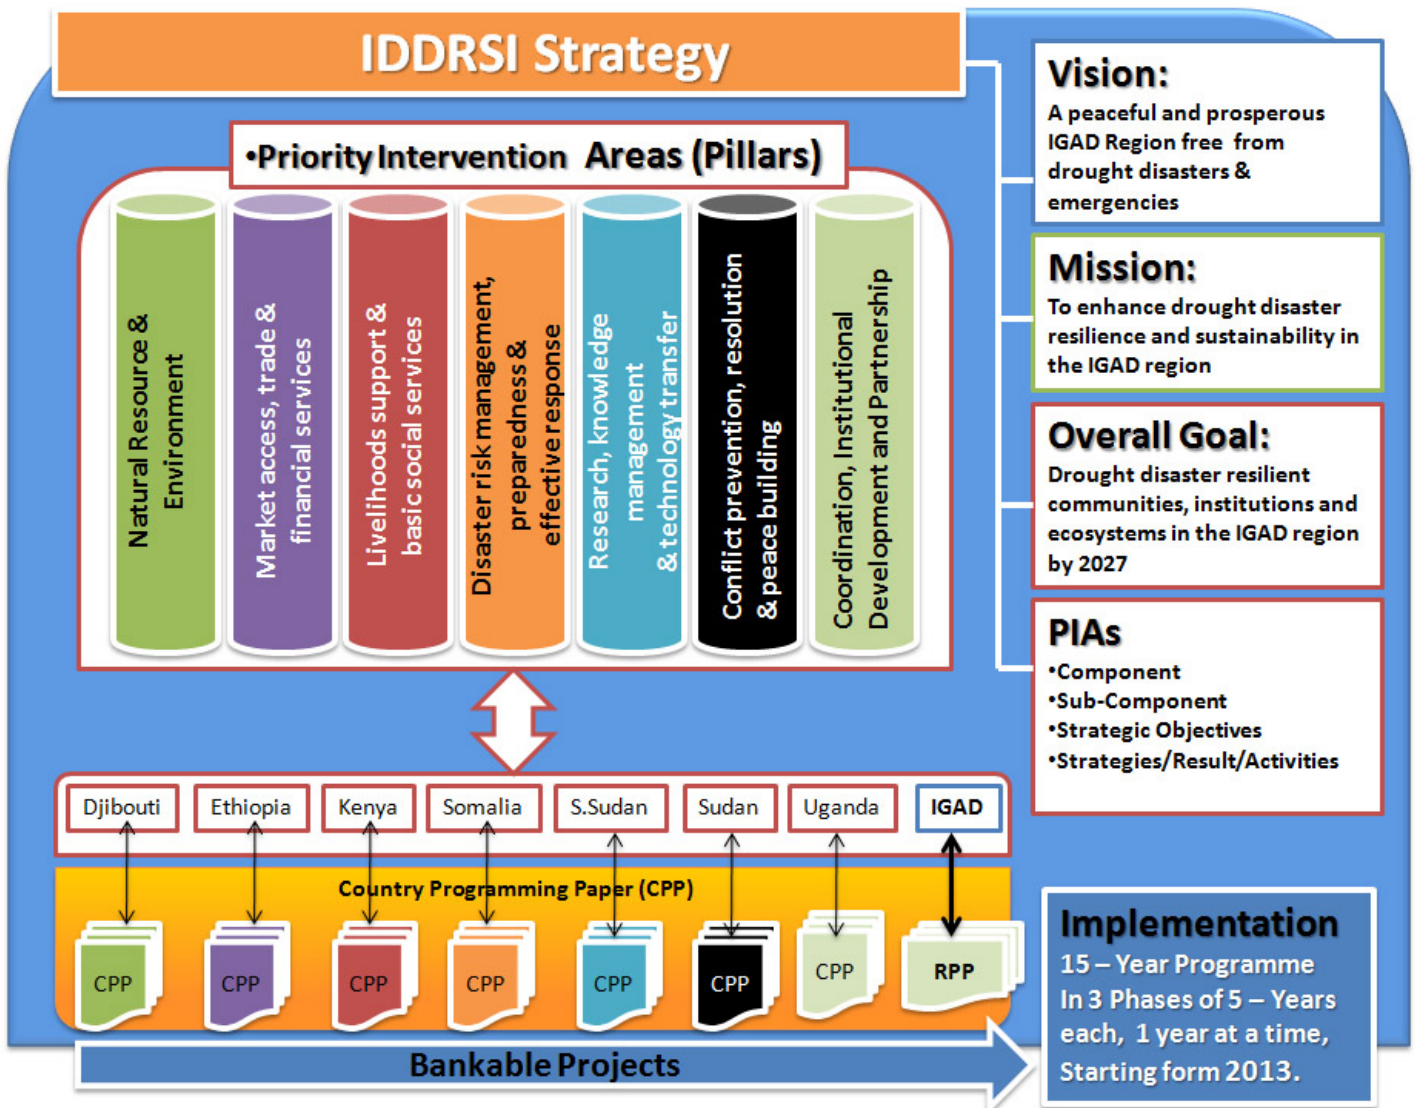 IDDRSI Strategy
•Priority Intervention Areas (Pillars)
Natural Resource &
Environment
Market access, trade &
financial services
Livelihoods support &
basic social services
Disaster risk management,
preparedness &
effective response
Research, knowledge
management
& technology transfer
Conflict prevention, resolution
& peace building
Coordination, Institutional
Development and Partnership
Vision:
A peaceful and prosperous
IGAD Region free from
drought disasters &
emergencies
Mission:
To enhance drought disaster
resilience and sustainability in
the IGAD region
Overall Goal:
Drought disaster resilient
communities, institutions and
ecosystems in the IGAD region
by 2027
PIAs
•Component
•Sub-Component
•Strategic Objectives
•Strategies/Result/Activities
Djibouti
Ethiopia
Kenya
Somalia
S.Sudan
Sudan
Uganda
IGAD
Country Programming Paper (CPP)
CPP
CPP
CPP
CPP
CPP
CPP
CPP
RPP
Bankable Projects
Implementation
15 – Year Programme
In 3 Phases of 5 – Years
each, 1 year at a time,
Starting form 2013.